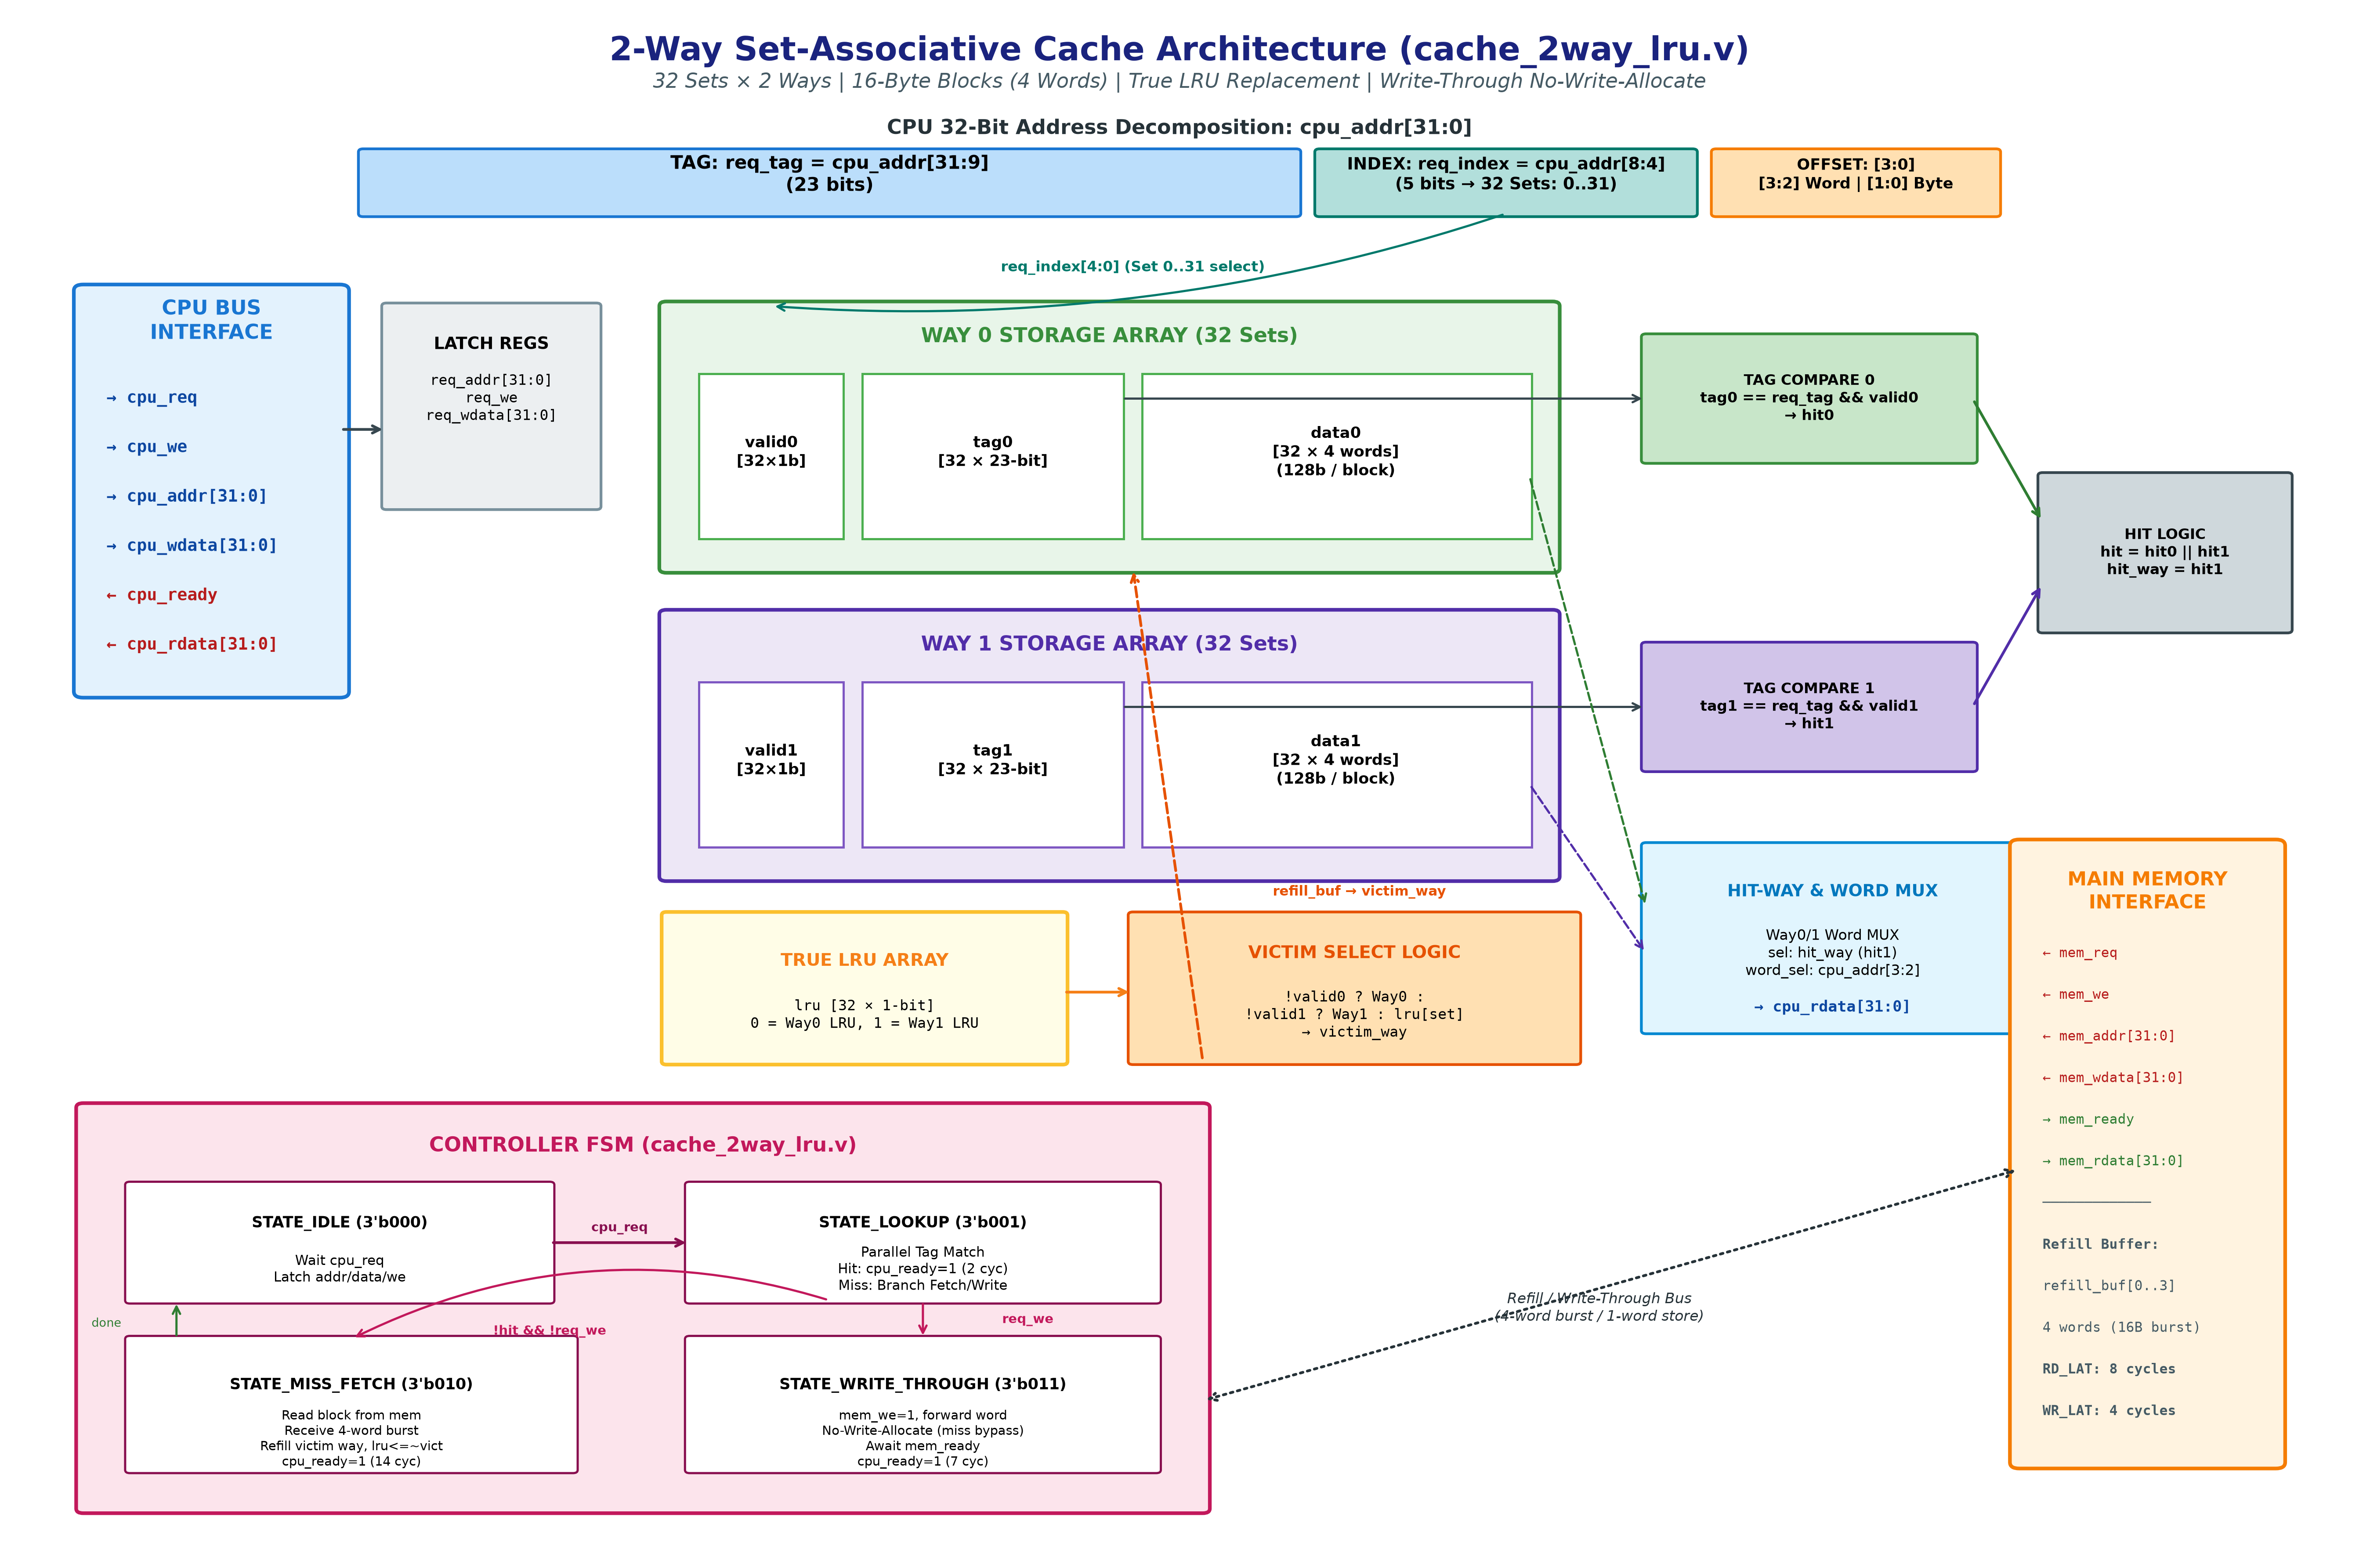 2-Way Set-Associative Cache Architecture (cache_2way_lru.v)
32 Sets × 2 Ways | 16-Byte Blocks (4 Words) | True LRU Replacement | Write-Through No-Write-Allocate
CPU 32-Bit Address Decomposition: cpu_addr[31:0]
TAG: req_tag = cpu_addr[31:9]
(23 bits)
INDEX: req_index = cpu_addr[8:4]
(5 bits → 32 Sets: 0..31)
OFFSET: [3:0]
[3:2] Word | [1:0] Byte
req_index[4:0] (Set 0..31 select)
CPU BUS
INTERFACE
→ cpu_req
→ cpu_we
→ cpu_addr[31:0]
→ cpu_wdata[31:0]
← cpu_ready
← cpu_rdata[31:0]
LATCH REGS
req_addr[31:0]
req_we
req_wdata[31:0]
WAY 0 STORAGE ARRAY (32 Sets)
valid0
[32×1b]
tag0
[32 × 23-bit]
data0
[32 × 4 words]
(128b / block)
TAG COMPARE 0
tag0 == req_tag && valid0
→ hit0
HIT LOGIC
hit = hit0 || hit1
hit_way = hit1
WAY 1 STORAGE ARRAY (32 Sets)
valid1
[32×1b]
tag1
[32 × 23-bit]
data1
[32 × 4 words]
(128b / block)
TAG COMPARE 1
tag1 == req_tag && valid1
→ hit1
refill_buf → victim_way
TRUE LRU ARRAY
lru [32 × 1-bit]
0 = Way0 LRU, 1 = Way1 LRU
VICTIM SELECT LOGIC
!valid0 ? Way0 :
!valid1 ? Way1 : lru[set]
→ victim_way
HIT-WAY & WORD MUX
Way0/1 Word MUX
sel: hit_way (hit1)
word_sel: cpu_addr[3:2]
→ cpu_rdata[31:0]
MAIN MEMORY
INTERFACE
← mem_req
← mem_we
← mem_addr[31:0]
← mem_wdata[31:0]
→ mem_ready
→ mem_rdata[31:0]
Refill Buffer:
refill_buf[0..3]
4 words (16B burst)
RD_LAT: 8 cycles
WR_LAT: 4 cycles
CONTROLLER FSM (cache_2way_lru.v)
STATE_IDLE (3'b000)
Wait cpu_req
Latch addr/data/we
cpu_req
STATE_LOOKUP (3'b001)
Parallel Tag Match
Hit: cpu_ready=1 (2 cyc)
Miss: Branch Fetch/Write
done
!hit && !req_we
req_we
STATE_MISS_FETCH (3'b010)
Read block from mem
Receive 4-word burst
Refill victim way, lru<=~vict
cpu_ready=1 (14 cyc)
STATE_WRITE_THROUGH (3'b011)
mem_we=1, forward word
No-Write-Allocate (miss bypass)
Await mem_ready
cpu_ready=1 (7 cyc)
Refill / Write-Through Bus
(4-word burst / 1-word store)